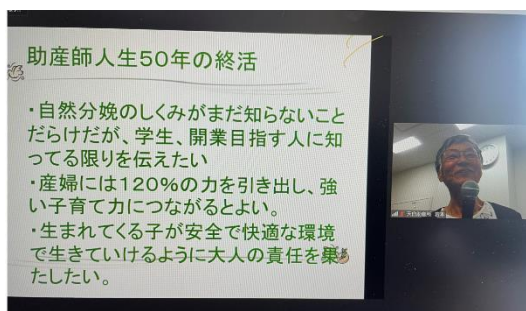 助産師人生50年の終活
・自然分娩のしくみがまだ知らないこと
だらけだが、学生、開業目指す人に知
ってる限りを伝えたい
・産婦には120%の力を引き出し、強
い子育て力につながるとよい。
・生まれてくる子が安全で快適な環境
で生きていけるように大人の責任を果
たしたい。